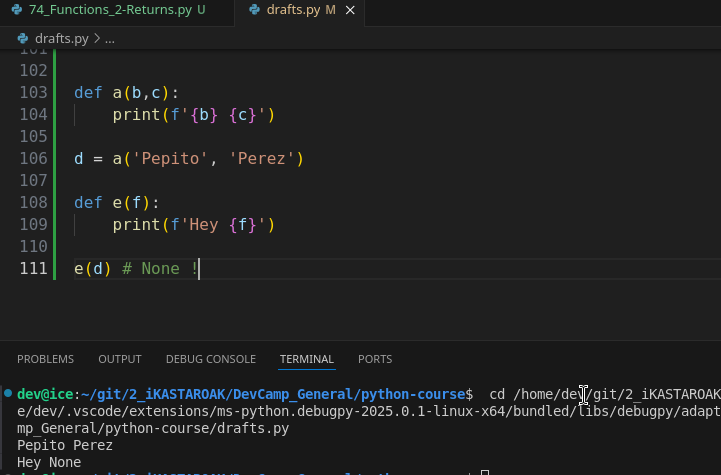 74_Functions_2-Returns.py U drafts.py M ×
drafts.py > ...
101
102
103 def a(b,c):
104 print(f'{b} {c}')
105
106 d = a('Pepito', 'Perez')
107
108 def e(f):
109 print(f'Hey {f}')
110
111 e(d) # None !
PROBLEMS OUTPUT DEBUG CONSOLE TERMINAL PORTS
dev@ice:~/git/2_iKASTAROAK/DevCamp_General/python-course$ cd /home/dev/git/2_iKASTAROAK
e/dev/.vscode/extensions/ms-python.debugpy-2025.0.1-linux-x64/bundled/libs/debugpy/adapt
mp_General/python-course/drafts.py
Pepito Perez
Hey None